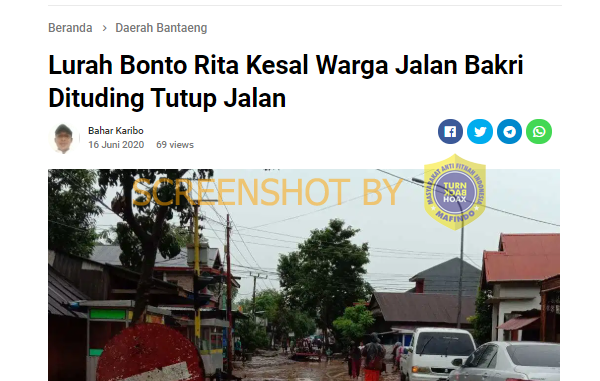 Beranda > Daerah Bantaeng
Lurah Bonto Rita Kesal Warga Jalan Bakri
Dituding Tutup Jalan
Bahar Karibo
16 Juni 2020 69 views
SCREENSHOT BY
MASYARAKAT ANTI FITNAH INDONESIA
TURN
BACK
HOAX
MAFINDO